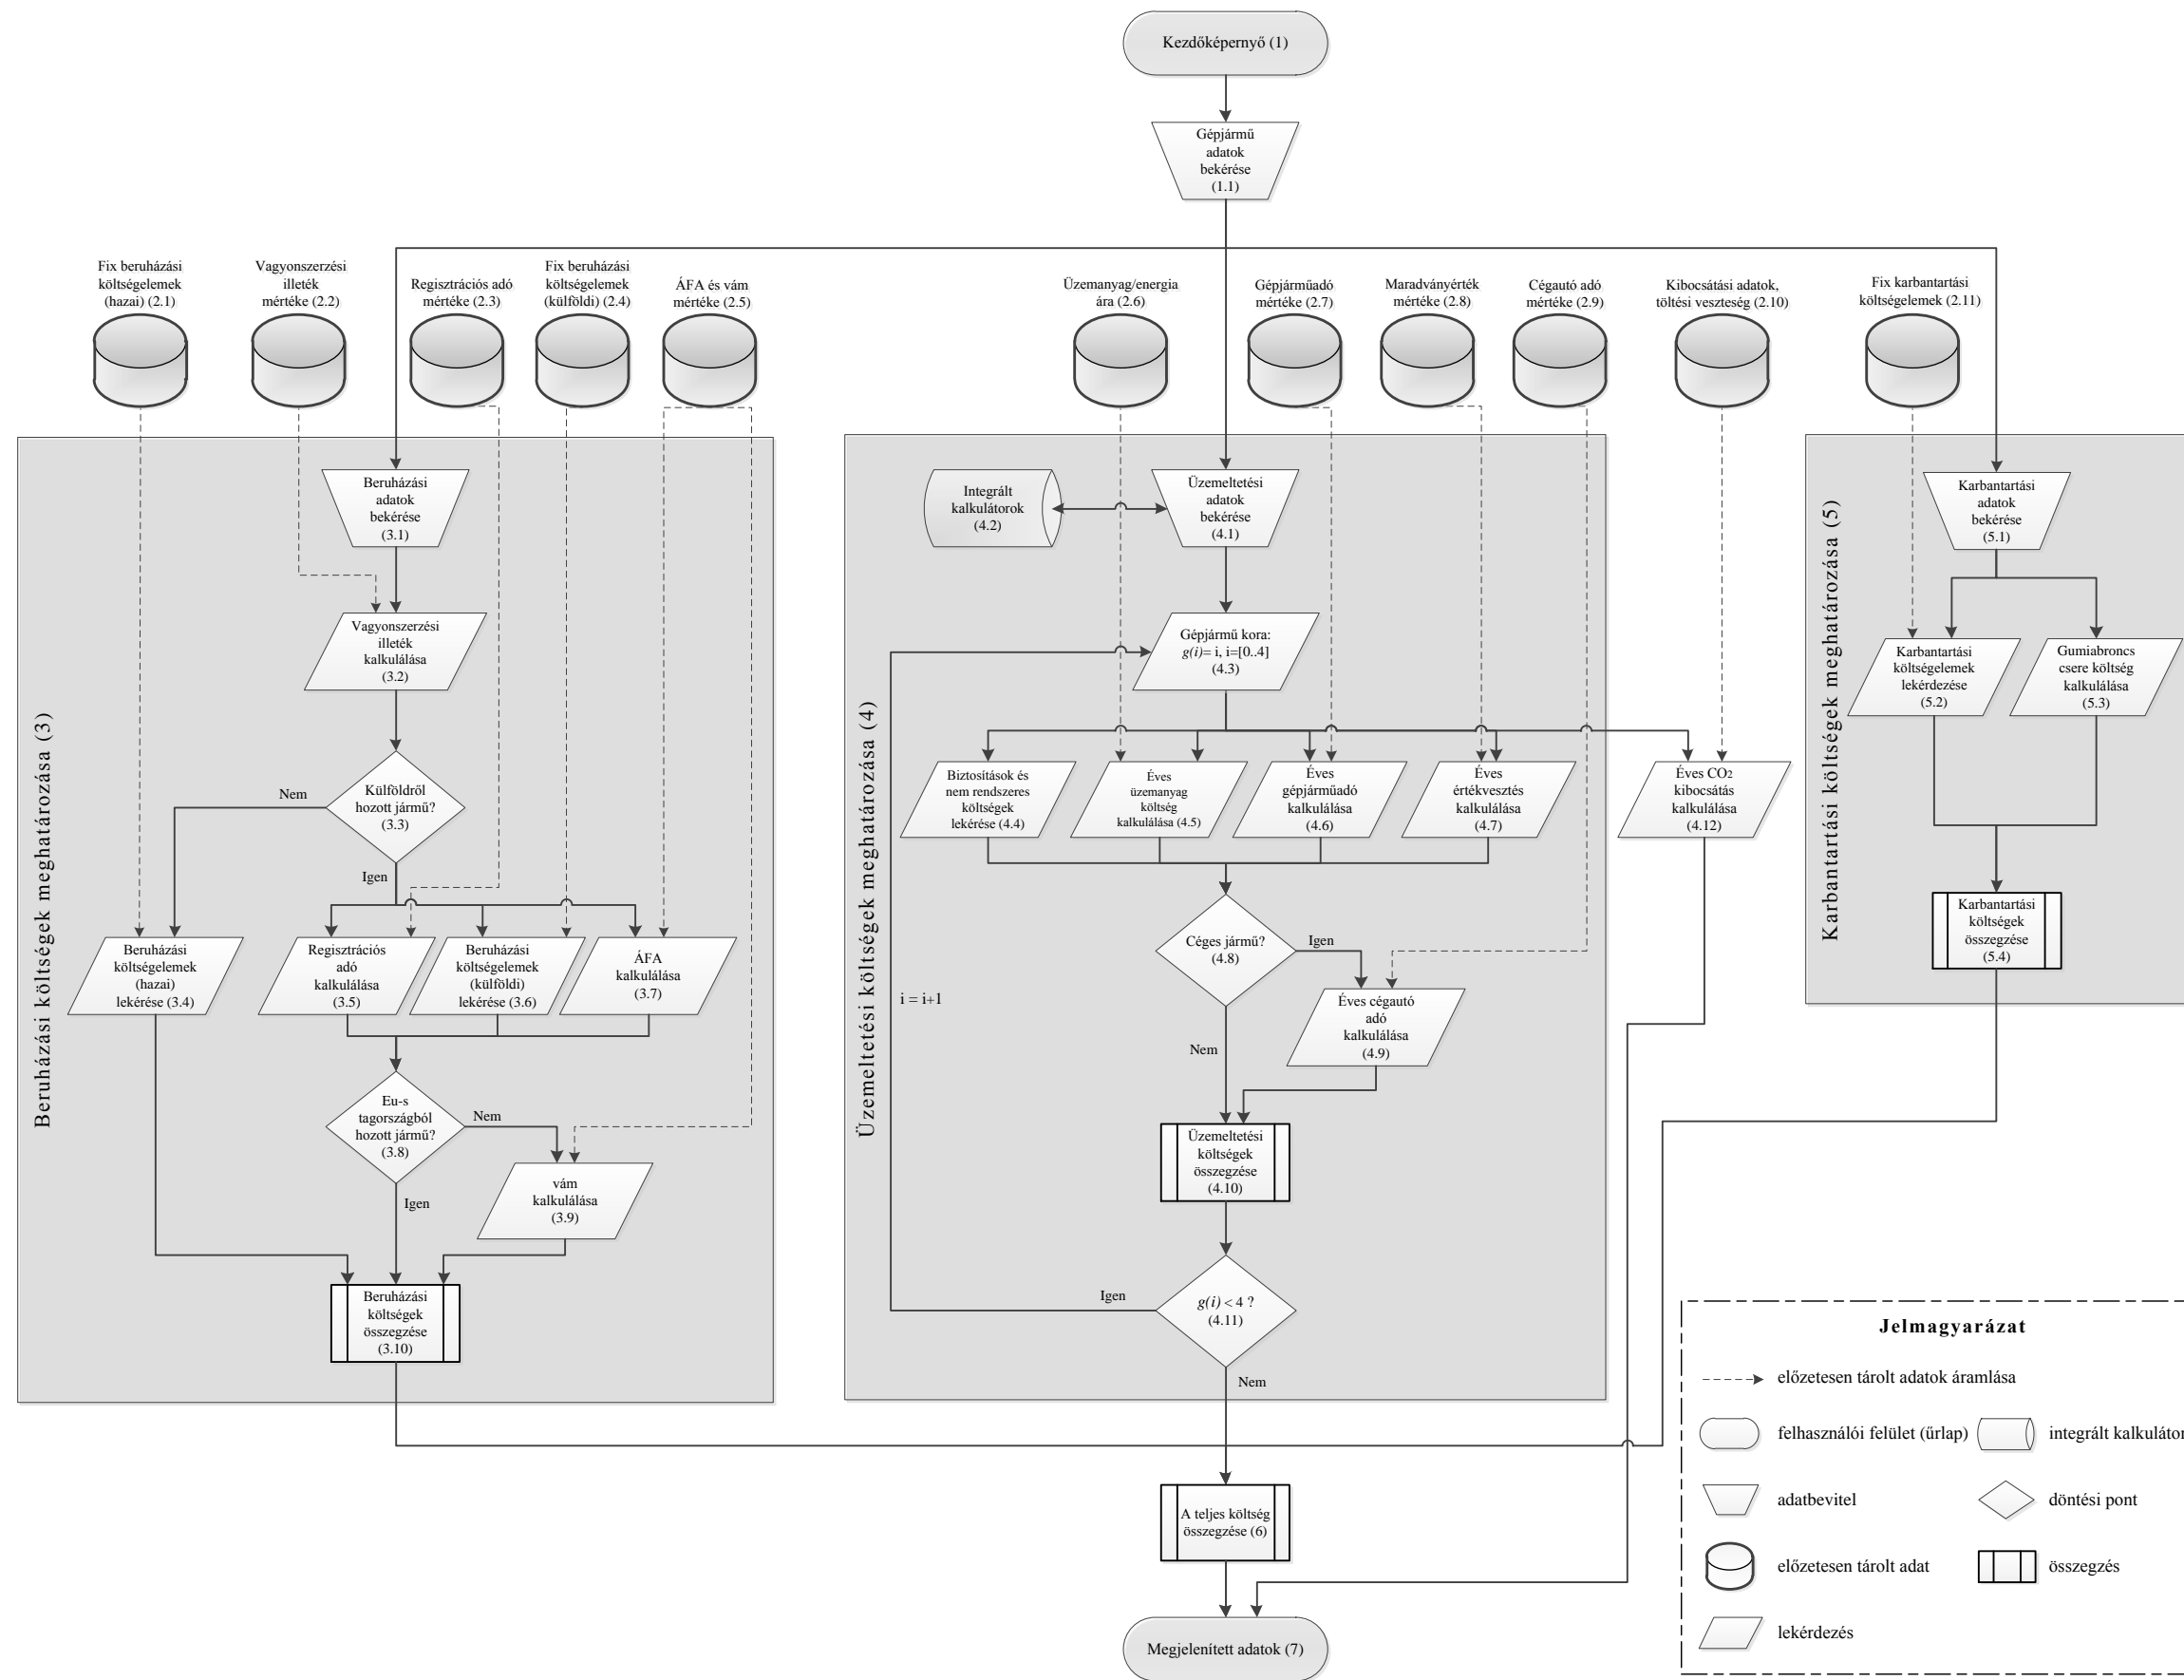 Kezdőképernyő (1)
Gépjármű
adatok
bekérése
(1.1)
Fix beruházási
költségelemek
(hazai) (2.1)
Vagyonszerzési
illeték
mértéke (2.2)
Regisztrációs adó
mértéke (2.3)
Fix beruházási
költségelemek
(külföldi) (2.4)
ÁFA és vám
mértéke (2.5)
Üzemanyag/energia
ára (2.6)
Gépjárműadó
mértéke (2.7)
Maradványérték
mértéke (2.8)
Cégautó adó
mértéke (2.9)
Kibocsátási adatok,
töltési veszteség (2.10)
Fix karbantartási
költségelemek (2.11)
Beruházási költségek meghatározása (3)
Beruházási
adatok
bekérése
(3.1)
Vagyonszerzési
illeték
kalkulálása
(3.2)
Külföldről
hozott jármű?
(3.3)
Nem
Igen
Beruházási
költségelemek
(hazai)
lekérése (3.4)
Regisztrációs
adó
kalkulálása
(3.5)
Beruházási
költségelemek
(külföldi)
lekérése (3.6)
ÁFA
kalkulálása
(3.7)
Eu-s
tagországból
hozott jármű?
(3.8)
Nem
Igen
vám
kalkulálása
(3.9)
Beruházási
költségek
összegzése
(3.10)
Üzemeltetési költségek meghatározása (4)
Integrált
kalkulátorok
(4.2)
Üzemeltetési
adatok
bekérése
(4.1)
Gépjármű kora:
g(i)= i, i=[0..4]
(4.3)
Biztosítások és
nem rendszeres
költségek
lekérése (4.4)
Éves
üzemanyag
költség
kalkulálása (4.5)
Éves
gépjárműadó
kalkulálása
(4.6)
Éves
értékvesztés
kalkulálása
(4.7)
Éves CO2
kibocsátás
kalkulálása
(4.12)
Céges jármű?
(4.8)
Igen
Nem
i = i+1
Éves cégautó
adó
kalkulálása
(4.9)
Üzemeltetési
költségek
összegzése
(4.10)
g(i) < 4 ?
(4.11)
Igen
Nem
Karbantartási költségek meghatározása (5)
Karbantartási
adatok
bekérése
(5.1)
Karbantartási
költségelemek
lekérdezése
(5.2)
Gumiabroncs
csere költség
kalkulálása
(5.3)
Karbantartási
költségek
összegzése
(5.4)
A teljes költség
összegzése (6)
Megjelenített adatok (7)
Jelmagyarázat
előzetesen tárolt adatok áramlása
felhasználói felület (űrlap)
integrált kalkulátor
adatbevitel
döntési pont
előzetesen tárolt adat
összegzés
lekérdezés